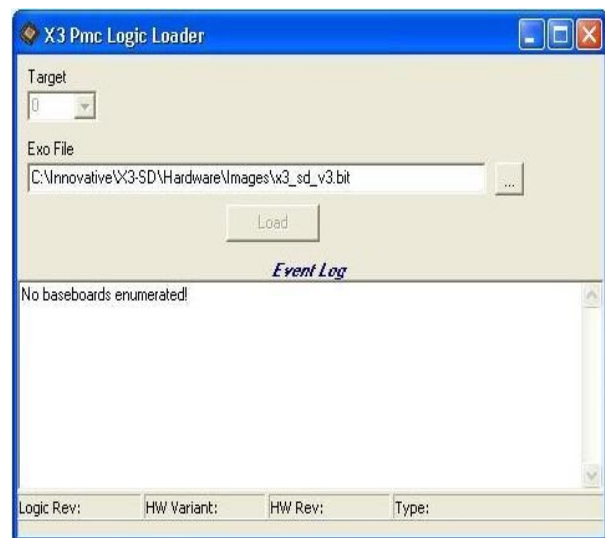 X3 Pmc Logic Loader
Target
0
Exo File
C:\Innovative\X3-SD\Hardware\Images\x3_sd_v3.bit
...
Load
Event Log
No baseboards enumerated!
Logic Rev: HW Variant: HW Rev: Type: